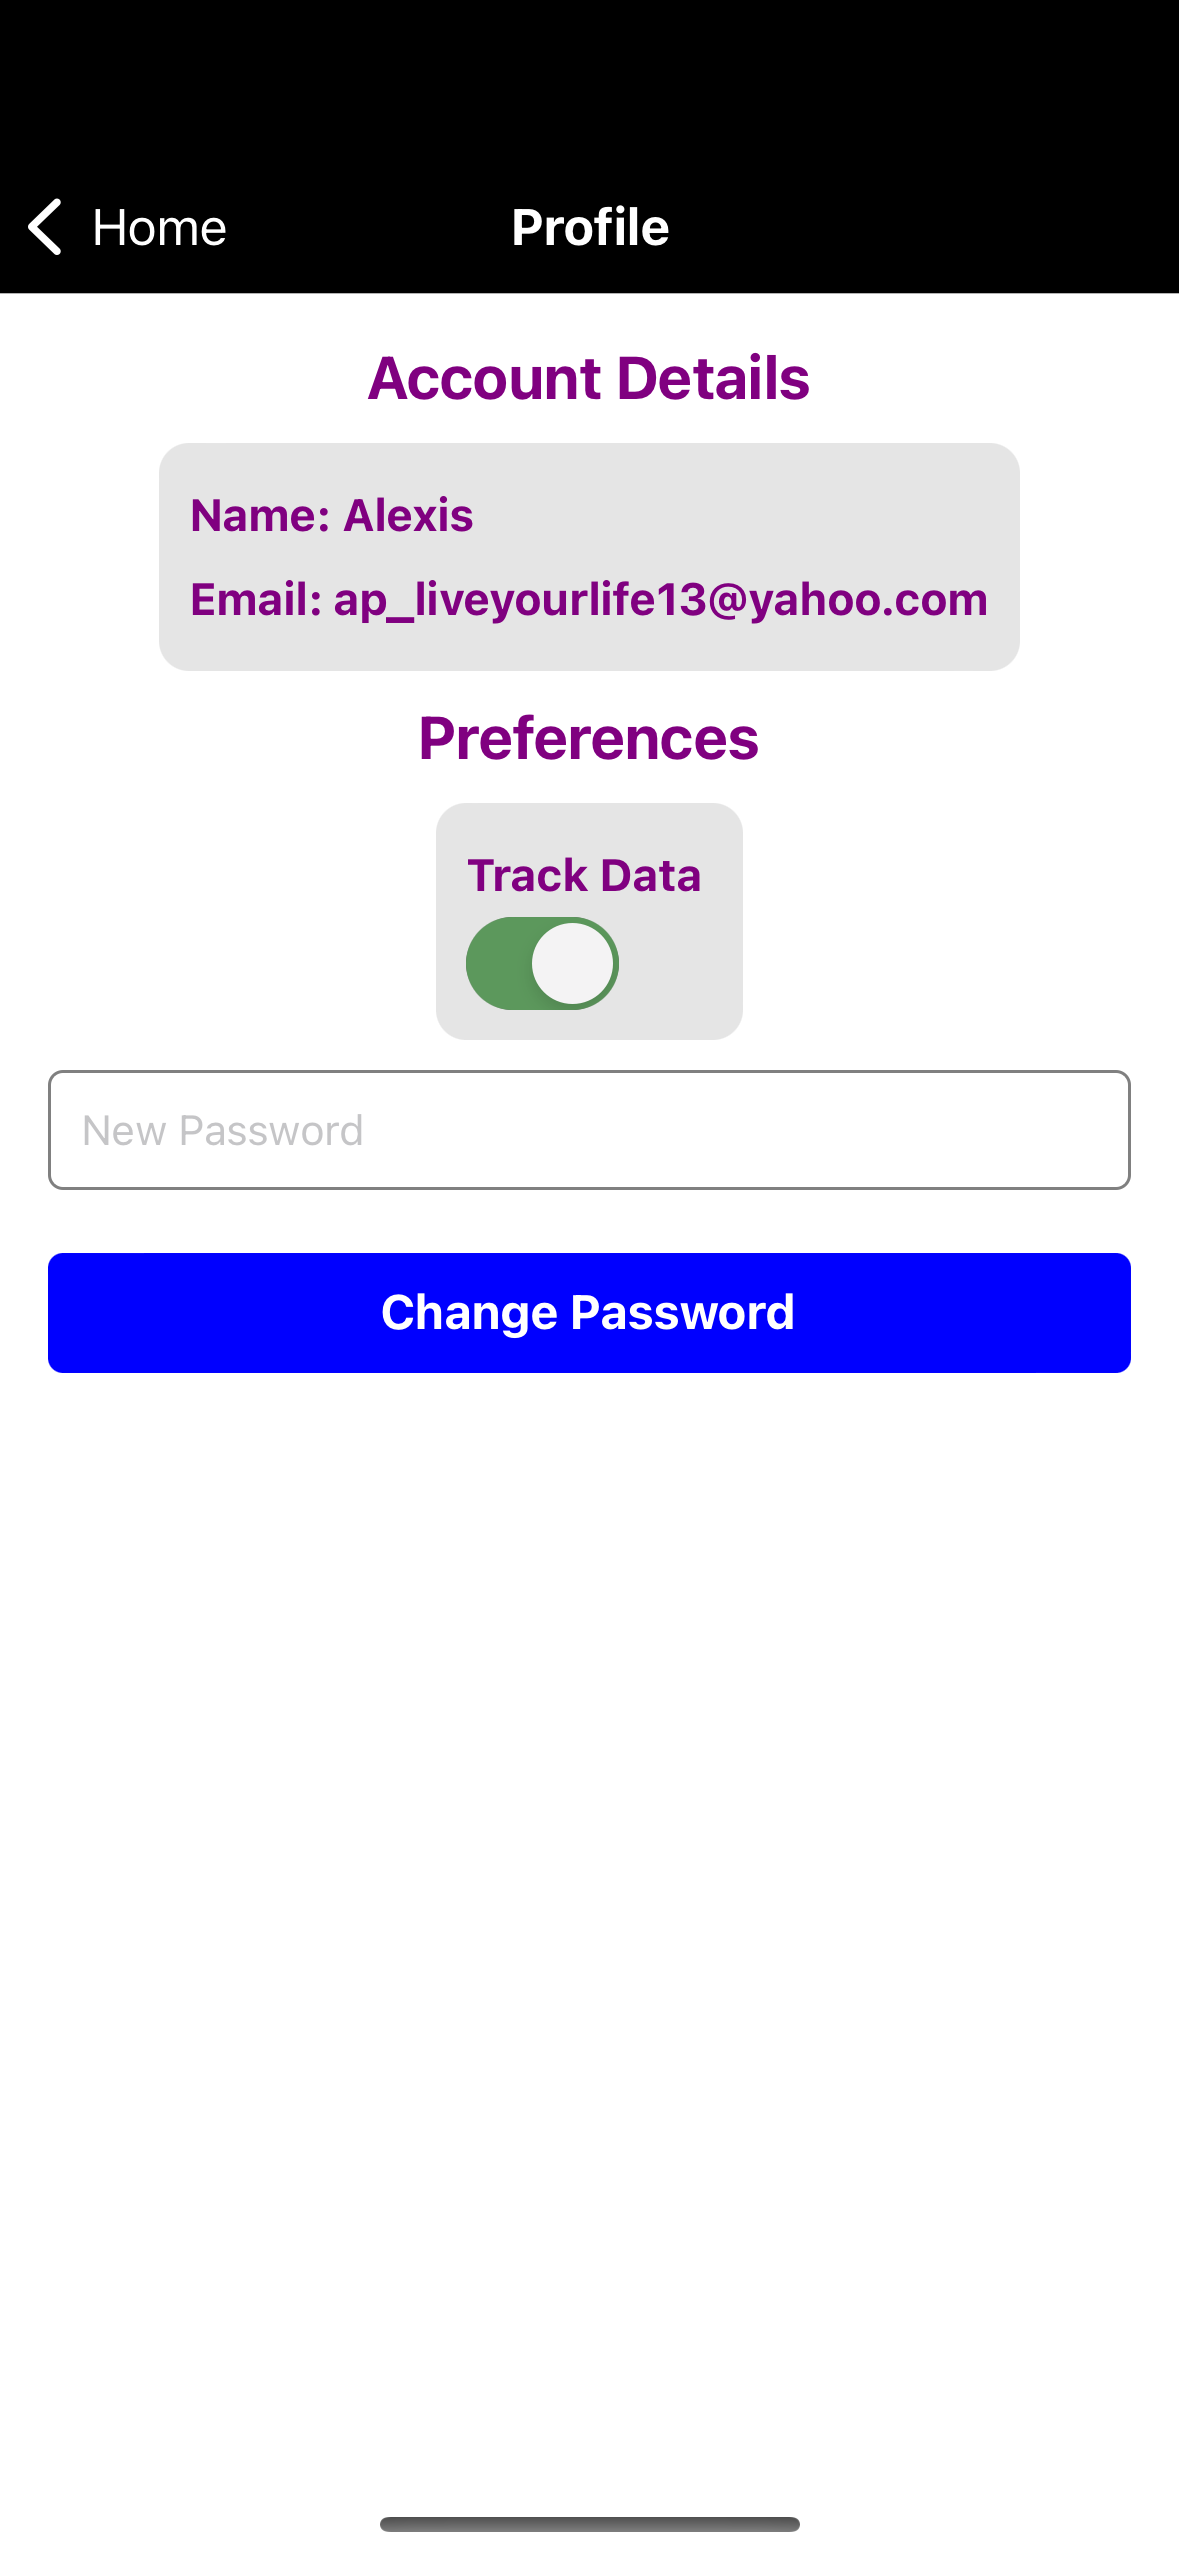 Home
Profile
Account Details
Name: Alexis
Email: ap_liveyourlife13@yahoo.com
Preferences
Track Data
New Password
Change Password